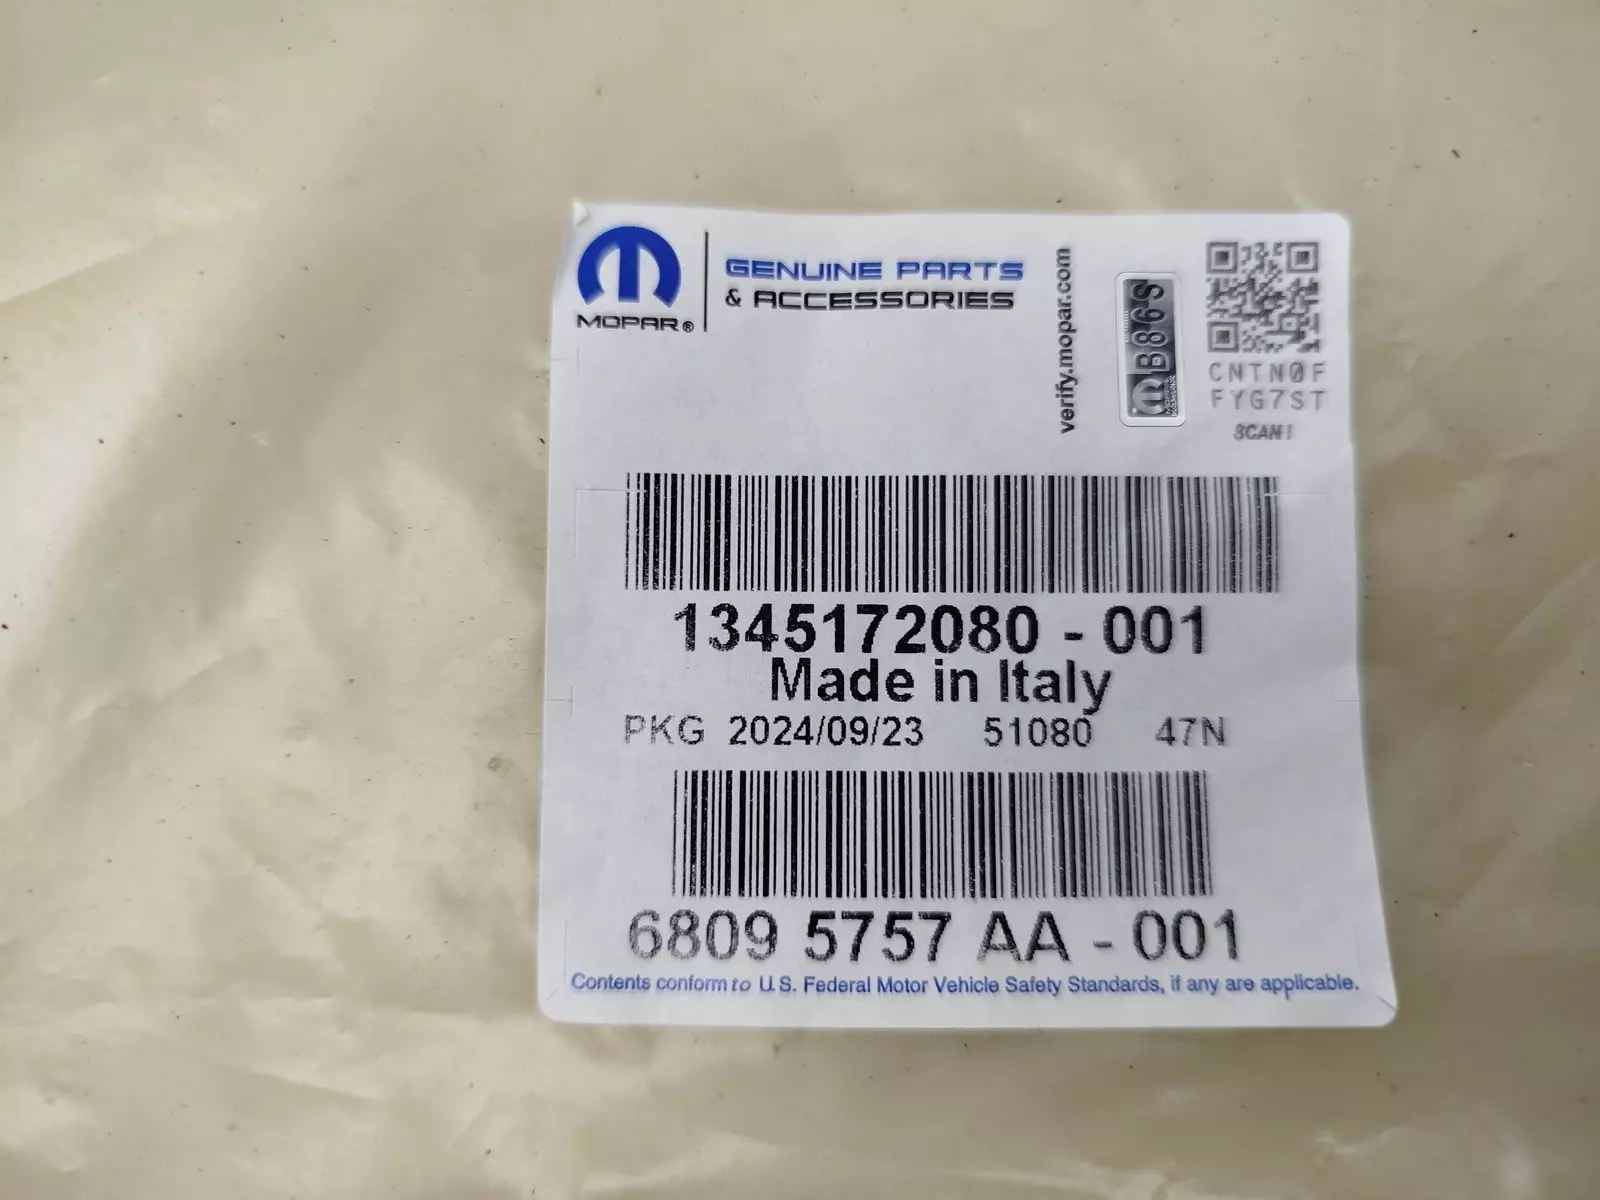 MOPAR®
GENUINE PARTS
& ACCESSORIES
verify.mopar.com
B86S
CNTN0F
FYG7ST
SCAN!
1345172080 - 001
Made in Italy
PKG 2024/09/23 51080 47N
6809 5757 AA - 001
Contents conform to U.S. Federal Motor Vehicle Safety Standards, if any are applicable.